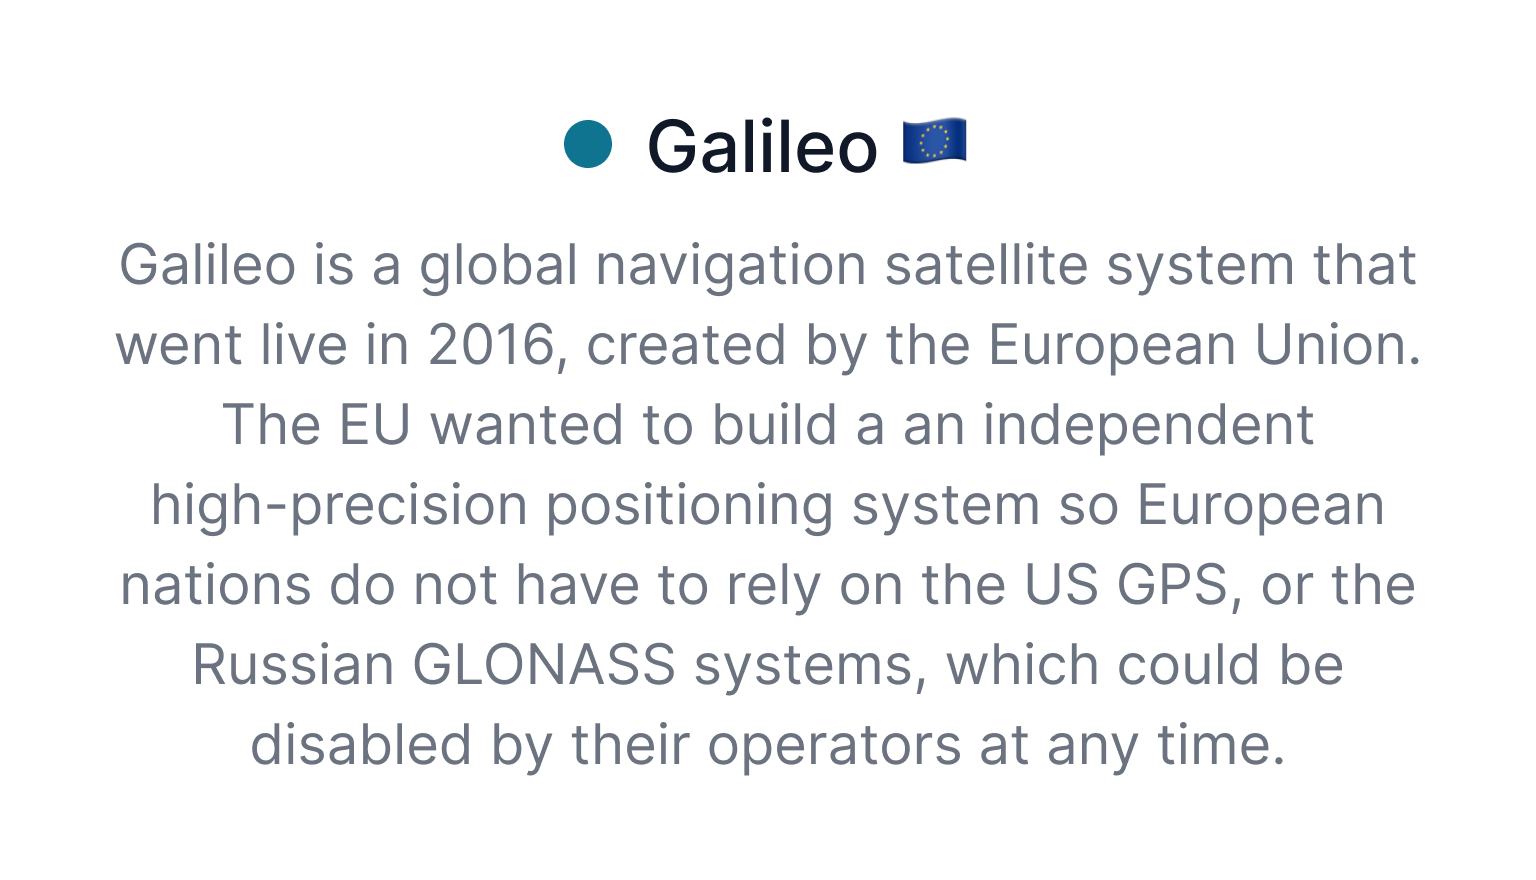 Galileo 🇪🇺
Galileo is a global navigation satellite system that
went live in 2016, created by the European Union.
The EU wanted to build a an independent
high-precision positioning system so European
nations do not have to rely on the US GPS, or the
Russian GLONASS systems, which could be
disabled by their operators at any time.